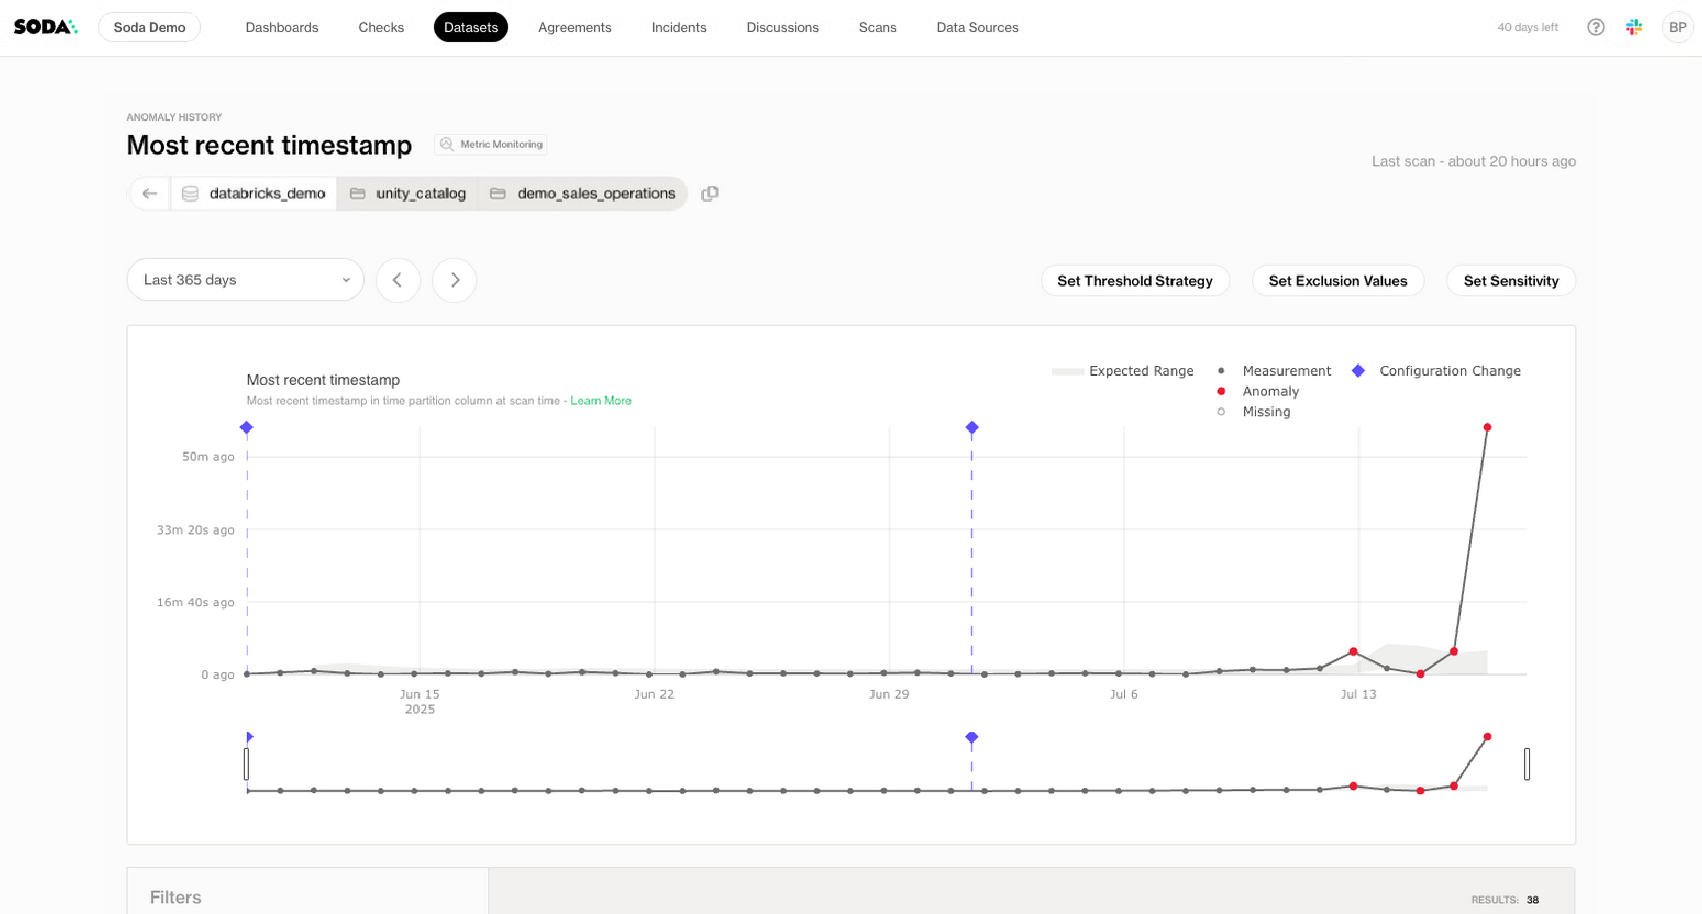 SODA
Soda Demo
Dashboards
Checks
Datasets
Agreements
Incidents
Discussions
Scans
Data Sources
40 days left
?
BP
ANOMALY HISTORY
Most recent timestamp
Metric Monitoring
Last scan - about 20 hours ago
databricks_demo
unity_catalog
demo_sales_operations
Last 365 days
Set Threshold Strategy
Set Exclusion Values
Set Sensitivity
Most recent timestamp
Most recent timestamp in time partition column at scan time - Learn More
Expected Range
Measurement
Configuration Change
Anomaly
Missing
50m ago
33m 20s ago
16m 40s ago
0 ago
Jun 15
2025
Jun 22
Jun 29
Jul 6
Jul 13
Filters
RESULTS: 38